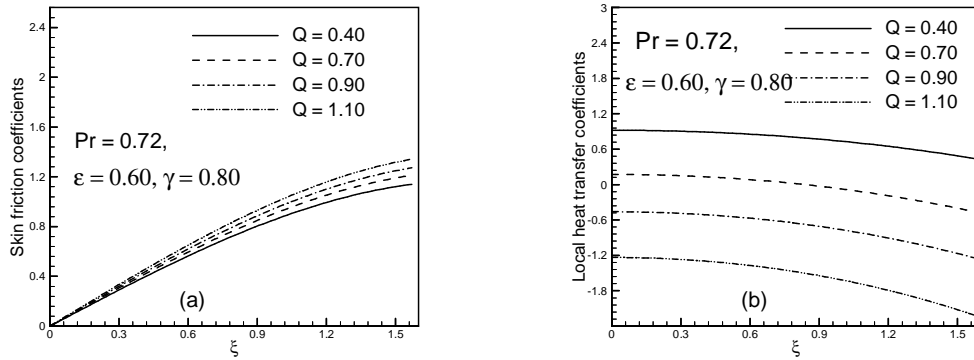 2.4
2
1.6
1.2
0.8
0.4
0
Skin friction coefficients
Q = 0.40
Q = 0.70
Q = 0.90
Q = 1.10
Pr = 0.72,
ε = 0.60, γ = 0.80
(a)
0 0.3 0.6 0.9 1.2 1.5
ξ
3
2.4
1.8
1.2
0.6
0
-0.6
-1.2
-1.8
Local heat transfer coefficients
Pr = 0.72,
ε = 0.60, γ = 0.80
Q = 0.40
Q = 0.70
Q = 0.90
Q = 1.10
(b)
0 0.3 0.6 0.9 1.2 1.5
ξ